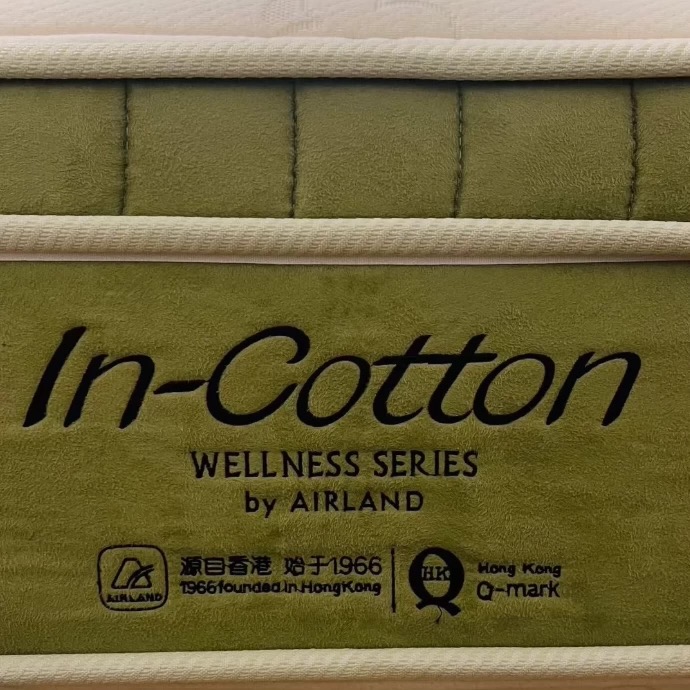 In-Cotton
WELLNESS SERIES
by AIRLAND
AIRLAND
源自香港 始于1966
1966founded.in.HongKong
HK
Hong Kong
Q-mark